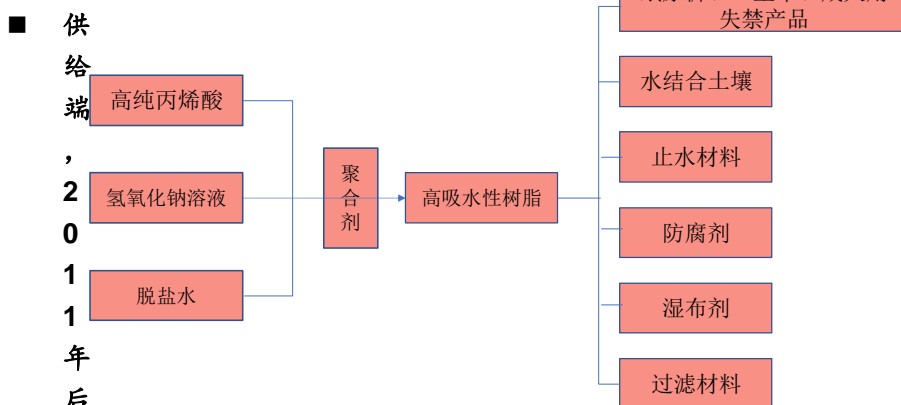 ■ 供给端，2011年后
高纯丙烯酸
氢氧化钠溶液
脱盐水
聚合剂
高吸水性树脂
失禁产品
水结合土壤
止水材料
防腐剂
湿布剂
过滤材料